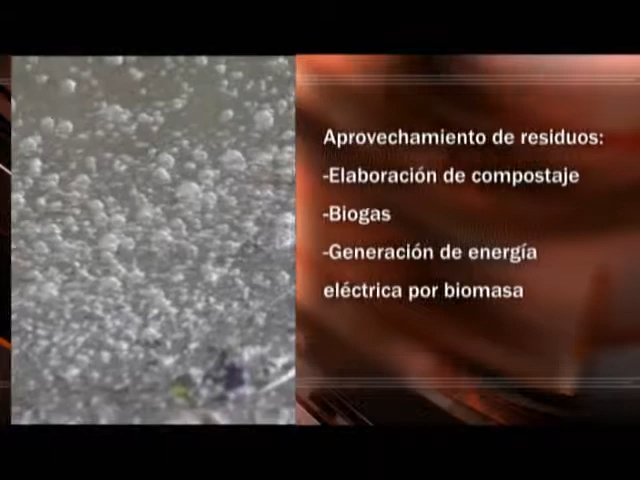 Aprovechamiento de residuos:
-Elaboración de compostaje
-Biogas
-Generación de energía
eléctrica por biomasa